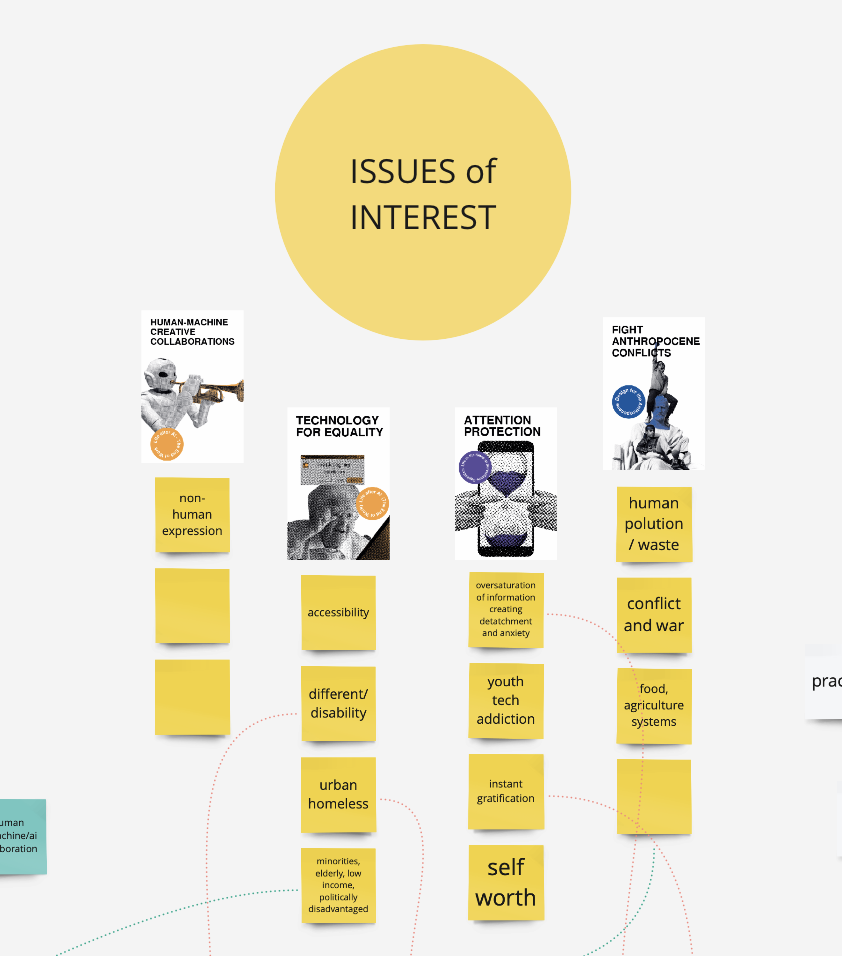 ISSUES of
INTEREST
HUMAN-MACHINE
CREATIVE
COLLABORATIONS
non-
human
expression
TECHNOLOGY
FOR EQUALITY
accessibility
different/
disability
urban
homeless
minorities,
elderly, low
income,
politically
disadvantaged
ATTENTION
PROTECTION
oversaturation
of information
creating
detatchment
and anxiety
youth
tech
addiction
instant
gratification
self
worth
FIGHT
ANTHROPOCENE
CONFLICTS
human
polution
/ waste
conflict
and war
food,
agriculture
systems
uman
chine/ai
boration
prac